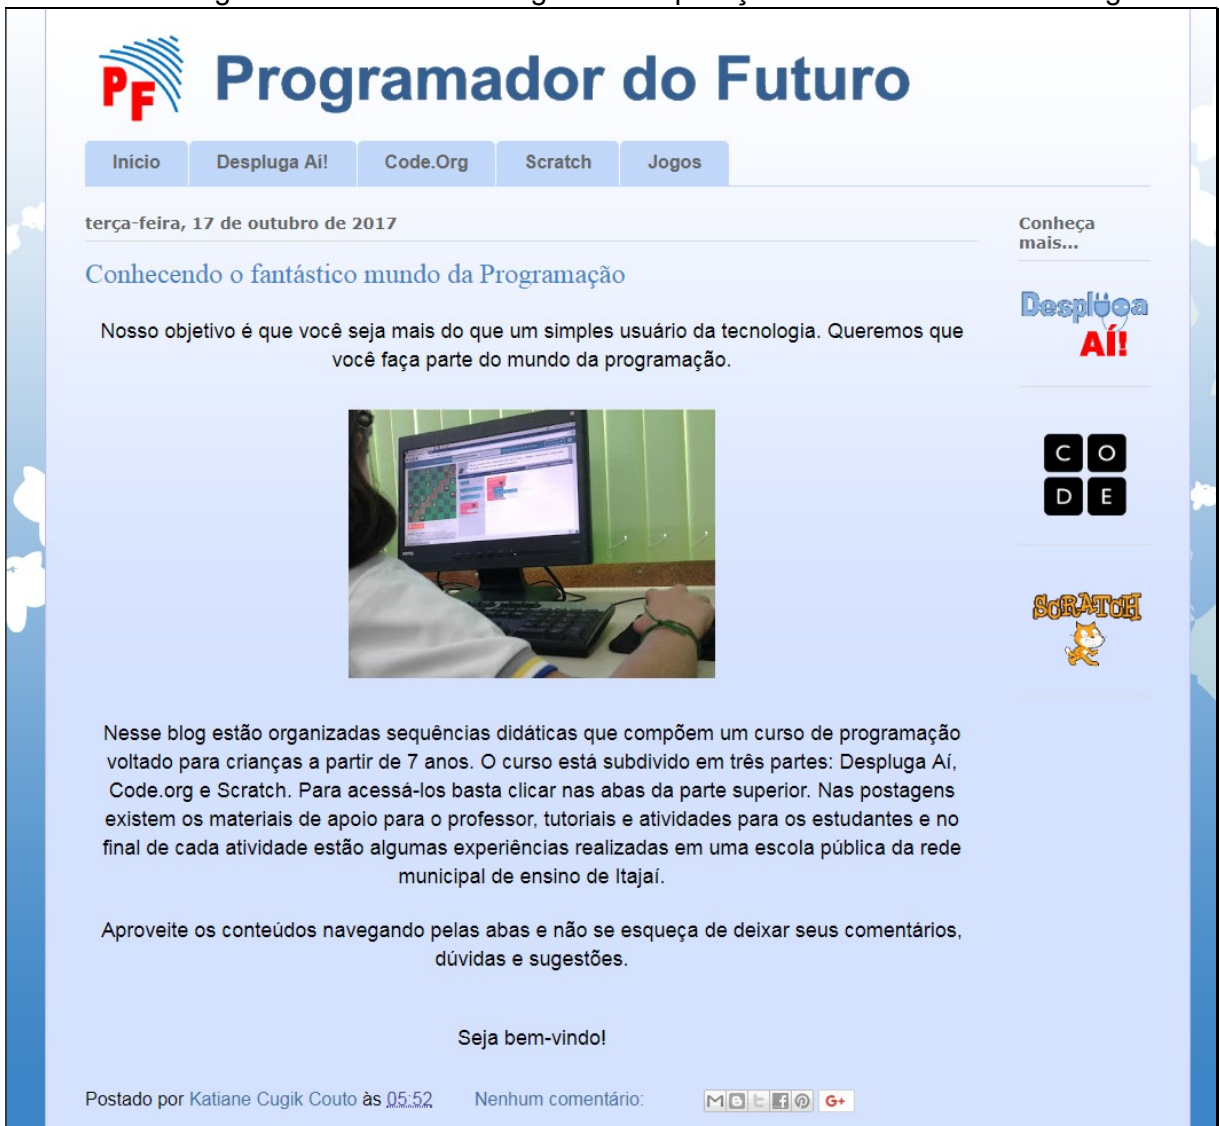 PF Programador do Futuro
Início Despluga Aí! Code.Org Scratch Jogos
terça-feira, 17 de outubro de 2017
Conhecendo o fantástico mundo da Programação
Nosso objetivo é que você seja mais do que um simples usuário da tecnologia. Queremos que
você faça parte do mundo da programação.
Nesse blog estão organizadas sequências didáticas que compõem um curso de programação
voltado para crianças a partir de 7 anos. O curso está subdivido em três partes: Despluga Aí,
Code.org e Scratch. Para acessá-los basta clicar nas abas da parte superior. Nas postagens
existem os materiais de apoio para o professor, tutoriais e atividades para os estudantes e no
final de cada atividade estão algumas experiências realizadas em uma escola pública da rede
municipal de ensino de Itajaí.
Aproveite os conteúdos navegando pelas abas e não se esqueça de deixar seus comentários,
dúvidas e sugestões.
Seja bem-vindo!
Postado por Katiane Cugik Couto às 05:52 Nenhum comentário: G+
Conheça
mais...
Despluga
AÍ!
C O
D E
SCRATCH